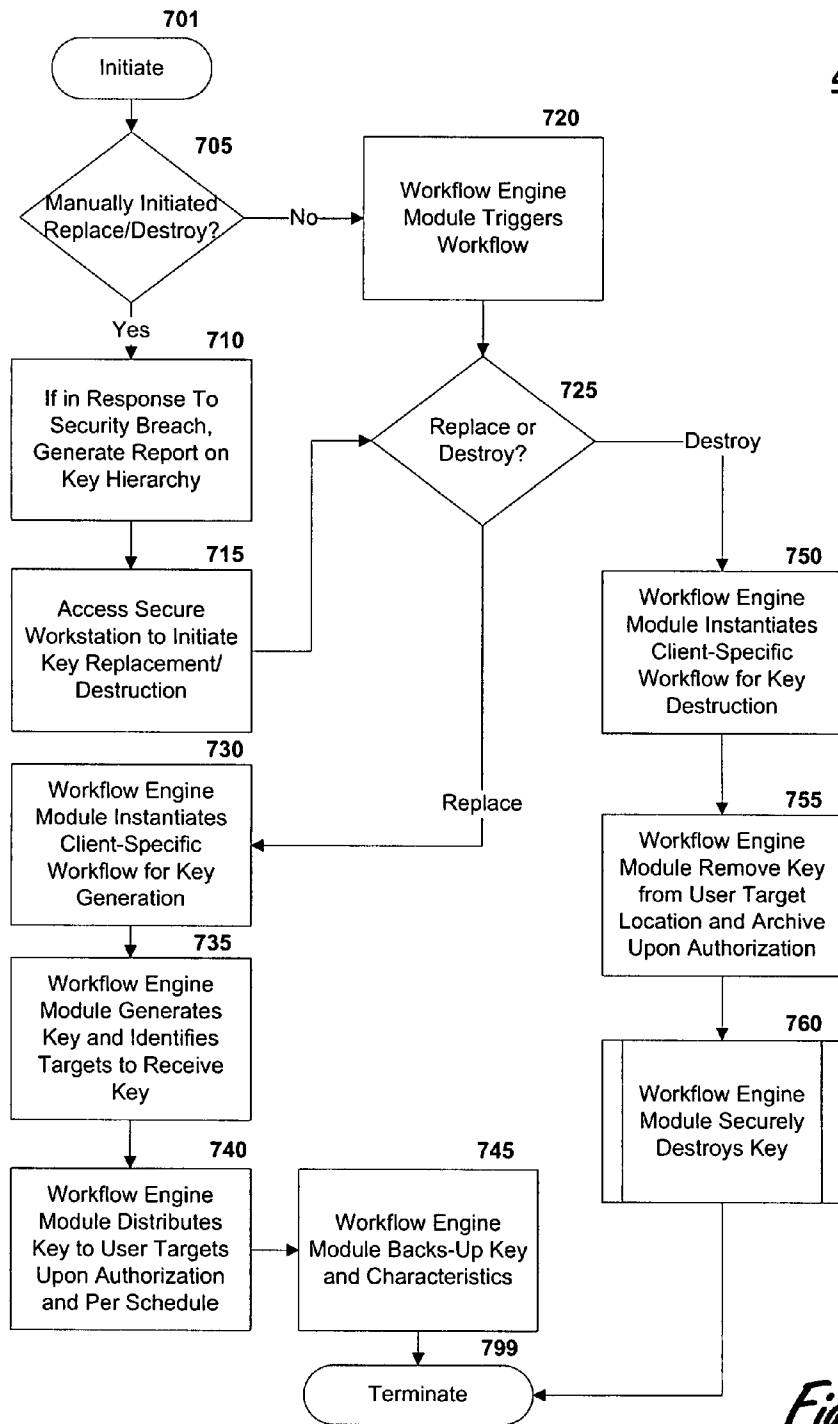 701
Initiate
4
720
705
Workflow Engine
Module Triggers
Workflow
Manually Initiated
Replace/Destroy?
No
Yes
710
If in Response To
Security Breach,
Generate Report on
Key Hierarchy
725
Replace or
Destroy?
Destroy
715
Access Secure
Workstation to Initiate
Key Replacement/
Destruction
750
Workflow Engine
Module Instantiates
Client-Specific
Workflow for Key
Destruction
730
Workflow Engine
Module Instantiates
Client-Specific
Workflow for Key
Generation
Replace
755
Workflow Engine
Module Remove Key
from User Target
Location and Archive
Upon Authorization
735
Workflow Engine
Module Generates
Key and Identifies
Targets to Receive
Key
760
Workflow Engine
Module Securely
Destroys Key
740
Workflow Engine
Module Distributes
Key to User Targets
Upon Authorization
and Per Schedule
745
Workflow Engine
Module Backs-Up Key
and Characteristics
799
Terminate
Fig